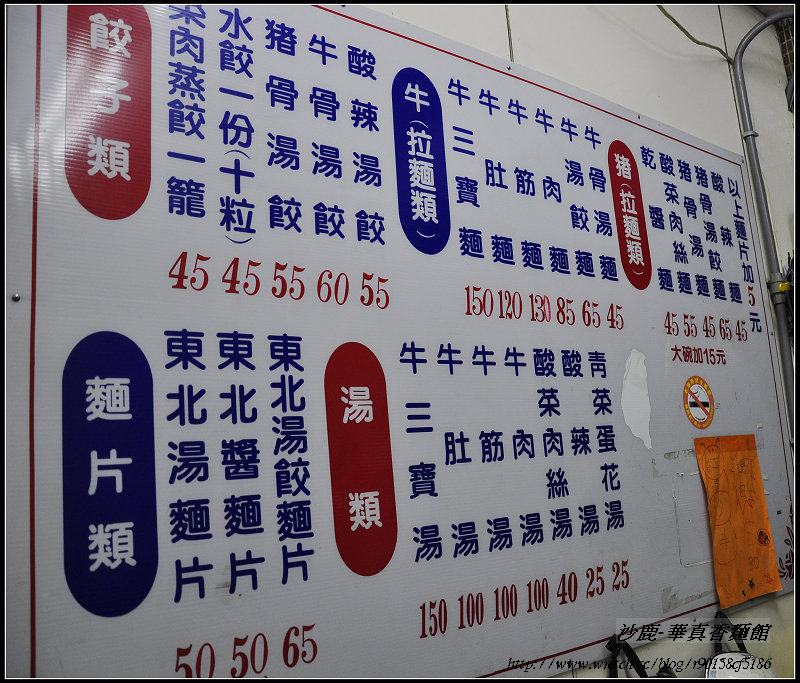 餃子類
菜肉蒸餃一籠 45
水餃一份(十粒) 45
猪骨湯餃 55
牛骨湯餃 60
酸辣湯餃 55
牛(拉麵類)
牛三寶麵 150
牛肚麵 120
牛筋麵 130
牛肉麵 85
牛湯餃麵 65
牛骨湯麵 45
猪(拉麵類)
乾醬麵 45
酸菜肉絲麵 55
猪骨湯麵 45
猪骨湯餃麵 65
酸辣麵 45
以上麵片加5元
大碗加15元
麵片類
東北湯麵片 50
東北醬麵片 50
東北湯餃麵片 65
湯類
牛三寶湯 150
牛肚湯 100
牛筋湯 100
牛肉湯 100
酸菜肉絲湯 40
酸辣湯 25
青菜蛋花湯 25
沙鹿-華真香麵館